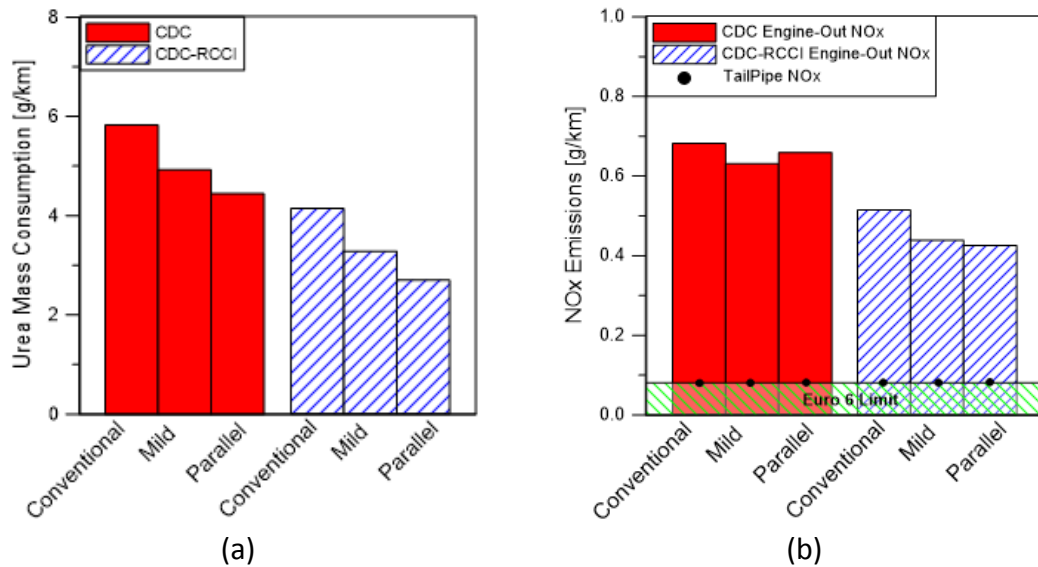 8
6
4
2
0
Urea Mass Consumption [g/km]
CDC
CDC-RCCI
Conventional
Mild
Parallel
Conventional
Mild
Parallel
(a)
1.0
0.8
0.6
0.4
0.2
0.0
NOx Emissions [g/km]
CDC Engine-Out NOx
CDC-RCCI Engine-Out NOx
TailPipe NOx
Euro 6 Limit
Conventional
Mild
Parallel
Conventional
Mild
Parallel
(b)